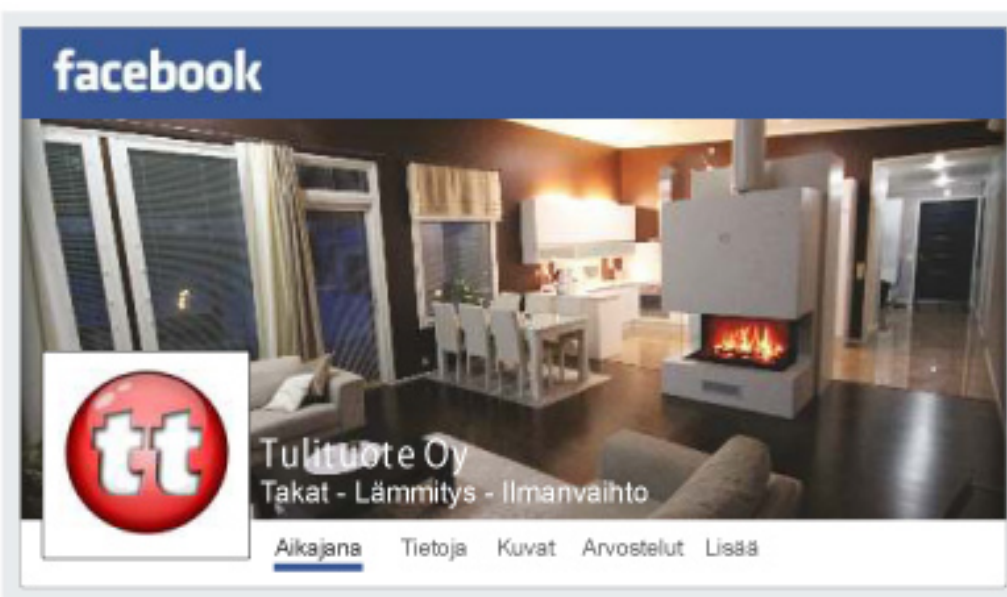 facebook
tt
Tulituote Oy
Takat - Lämmitys - Ilmanvaihto
Aikajana Tietoja Kuvat Arvostelut Lisää